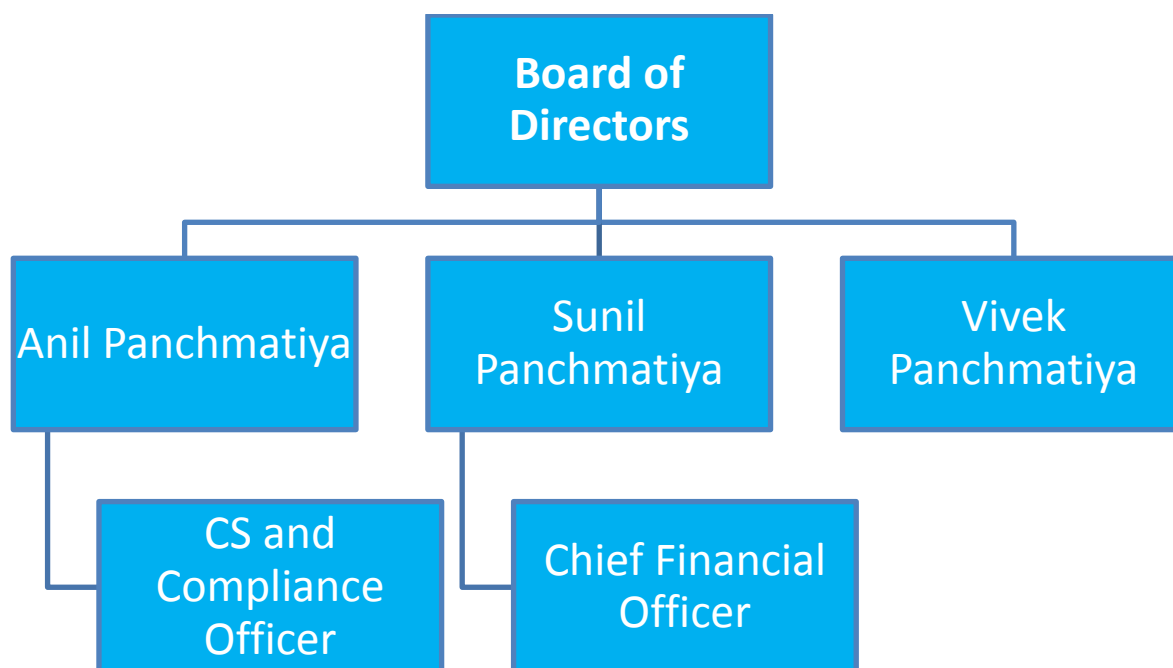 Board of
Directors
Anil Panchmatiya
Sunil
Panchmatiya
Vivek
Panchmatiya
CS and
Compliance
Officer
Chief Financial
Officer